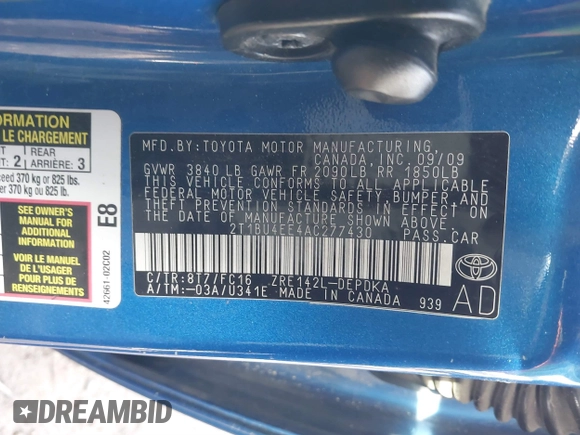 ORMATION
LE CHARGEMENT
T: 2 REAR ARRIÈRE: 3
exceed 370 kg or 825 lbs.
er 370 kg ou 825 lb.
SEE OWNER'S
MANUAL FOR
ADDITIONAL
INFORMATION
VOIR LE MANUEL
DE L'USAGER
POUR PLUS DE
RENSEIGNEMENTS
E8
42661-02C02
MFD.BY:TOYOTA MOTOR MANUFACTURING,
CANADA,INC. 09/09
GVWR 3840 LB GAWR FR 2090LB RR 1850LB
THIS VEHICLE CONFORMS TO ALL APPLICABLE
FEDERAL MOTOR VEHICLE SAFETY,BUMPER,AND
THEFT PREVENTION STANDARDS IN EFFECT ON
THE DATE OF MANUFACTURE SHOWN ABOVE.
2T1BU4EE4AC277430 PASS.CAR
C/TR:8T7/FC16 ZRE142L-DEPDKA
A/TM:-03A/U341E MADE IN CANADA 939
TOYOTA
AD
DREAMBID